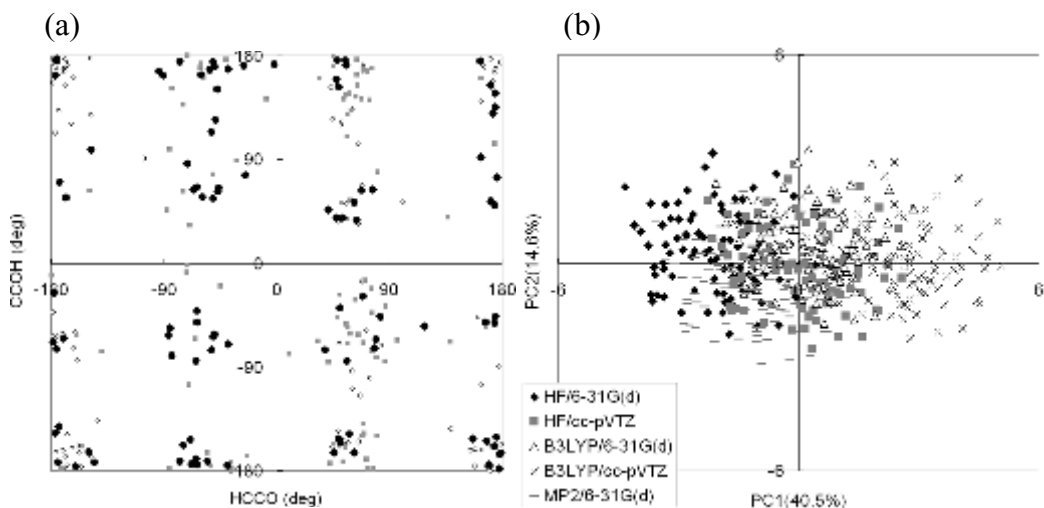 (a) (b)
180
90
0
-90
-180
-180 -90 0 90 180
CCOH (deg)
HCCO (deg)
6
-6 6
-6
PC2(14.6%)
PC1(40.5%)
HF/6-31G(d)
HF/cc-pVTZ
B3LYP/6-31G(d)
B3LYP/cc-pVTZ
MP2/6-31G(d)